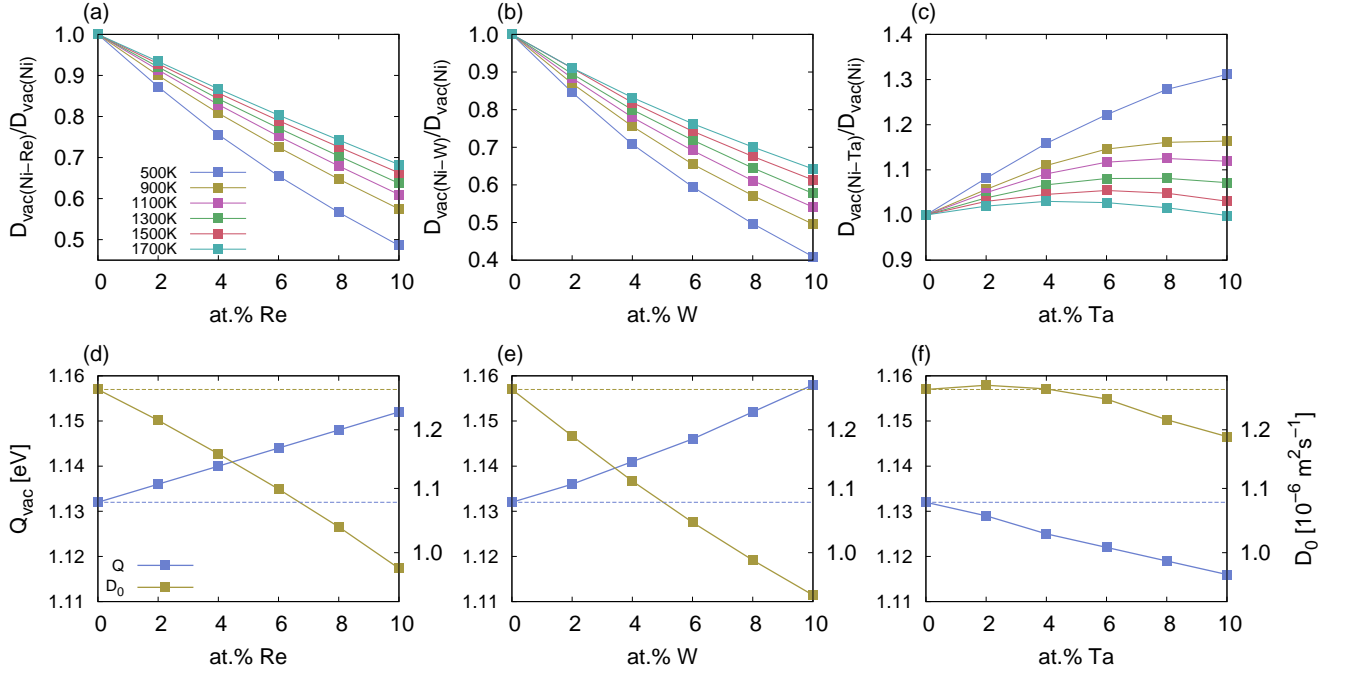 (a)
D_vac(Ni−Re)/D_vac(Ni)
1.0
0.9
0.8
0.7
0.6
0.5
500K
900K
1100K
1300K
1500K
1700K
0 2 4 6 8 10
at.% Re
(b)
D_vac(Ni−W)/D_vac(Ni)
1.0
0.9
0.8
0.7
0.6
0.5
0.4
0 2 4 6 8 10
at.% W
(c)
D_vac(Ni−Ta)/D_vac(Ni)
1.4
1.3
1.2
1.1
1.0
0.9
0 2 4 6 8 10
at.% Ta
(d)
Q_vac [eV]
1.16
1.15
1.14
1.13
1.12
1.11
1.2
1.1
1.0
Q
D_0
0 2 4 6 8 10
at.% Re
(e)
1.16
1.15
1.14
1.13
1.12
1.11
1.2
1.1
1.0
0 2 4 6 8 10
at.% W
(f)
1.16
1.15
1.14
1.13
1.12
1.11
1.2
1.1
1.0
D_0 [10⁻⁶ m² s⁻¹]
0 2 4 6 8 10
at.% Ta